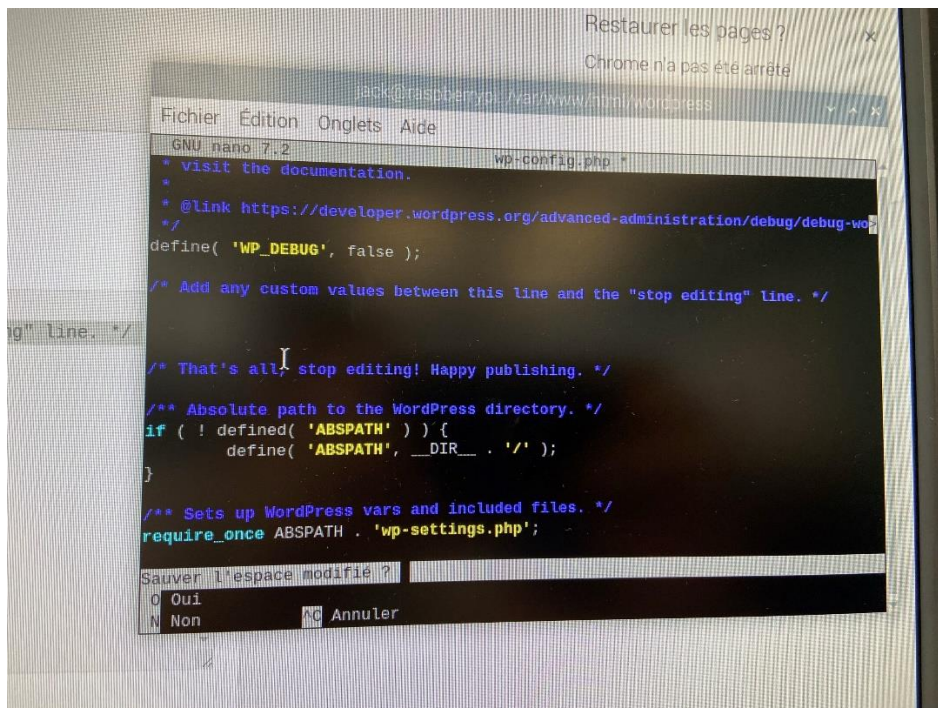 Restaurer les pages ?
Chrome n'a pas été arrêté
jack@raspberrypi: /var/www/html/wordpress
Fichier Édition Onglets Aide
GNU nano 7.2 wp-config.php *
* visit the documentation.
*
* @link https://developer.wordpress.org/advanced-administration/debug/debug-wo>
*/
define( 'WP_DEBUG', false );
/* Add any custom values between this line and the "stop editing" line. */
ng" line. */
/* That's all, stop editing! Happy publishing. */
/** Absolute path to the WordPress directory. */
if ( ! defined( 'ABSPATH' ) ) {
define( 'ABSPATH', __DIR__ . '/' );
}
/** Sets up WordPress vars and included files. */
require_once ABSPATH . 'wp-settings.php';
Sauver l'espace modifié ?
O Oui
N Non ^C Annuler